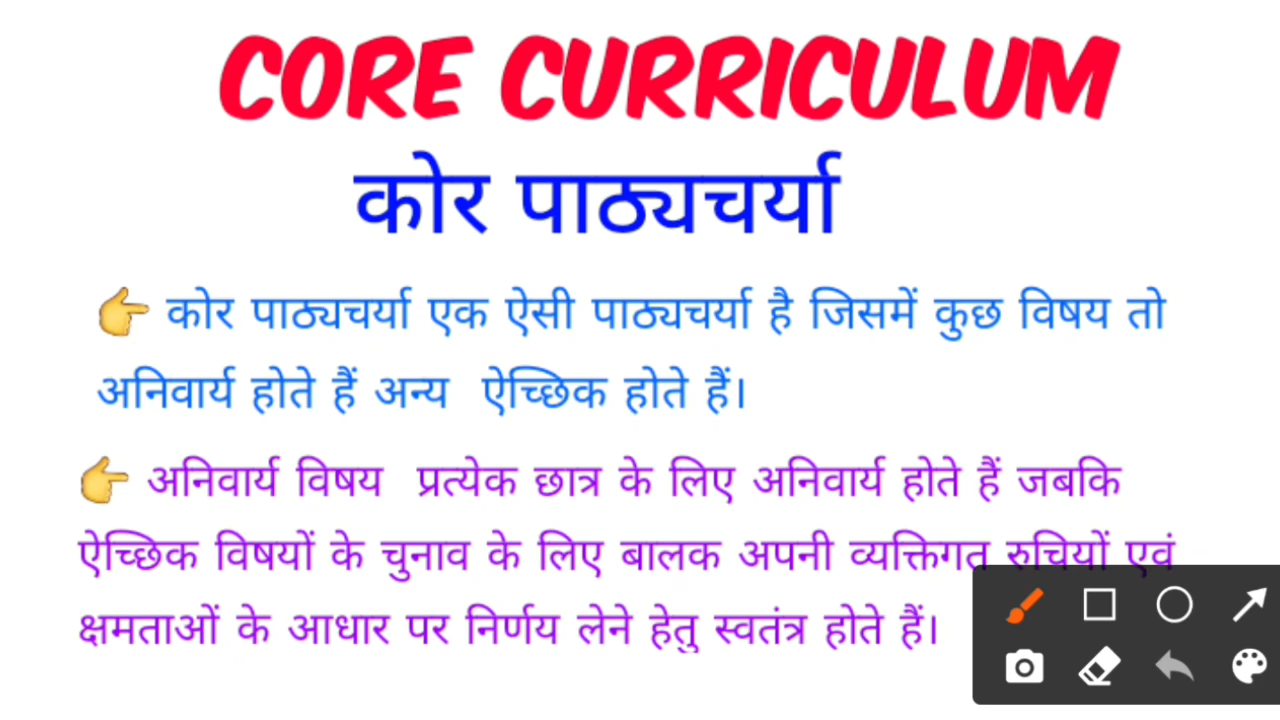 CORE CURRICULUM
कोर पाठ्यचर्या
👉 कोर पाठ्यचर्या एक ऐसी पाठ्यचर्या है जिसमें कुछ विषय तो
अनिवार्य होते हैं अन्य ऐच्छिक होते हैं।
👉 अनिवार्य विषय प्रत्येक छात्र के लिए अनिवार्य होते हैं जबकि
ऐच्छिक विषयों के चुनाव के लिए बालक अपनी व्यक्तिगत रुचियों एवं
क्षमताओं के आधार पर निर्णय लेने हेतु स्वतंत्र होते हैं।